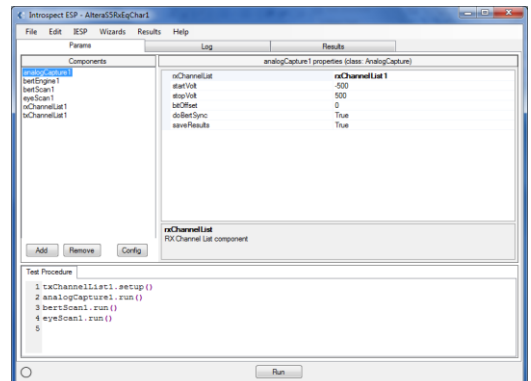 Introspect ESP - AlteraS5RxEqChar1
File Edit IESP Wizards Results Help
Params Log Results
Components
analogCapture1
bertEngine1
bertScan1
eyeScan1
rxChannelList1
txChannelList1
analogCapture1 properties (class: AnalogCapture)
rxChannelList rxChannelList1
startVolt -500
stopVolt 500
bitOffset 0
doBertSync True
saveResults True
rxChannelList
RX Channel List component
Add Remove Config
Test Procedure
1 txChannelList1.setup()
2 analogCapture1.run()
3 bertScan1.run()
4 eyeScan1.run()
5
Run